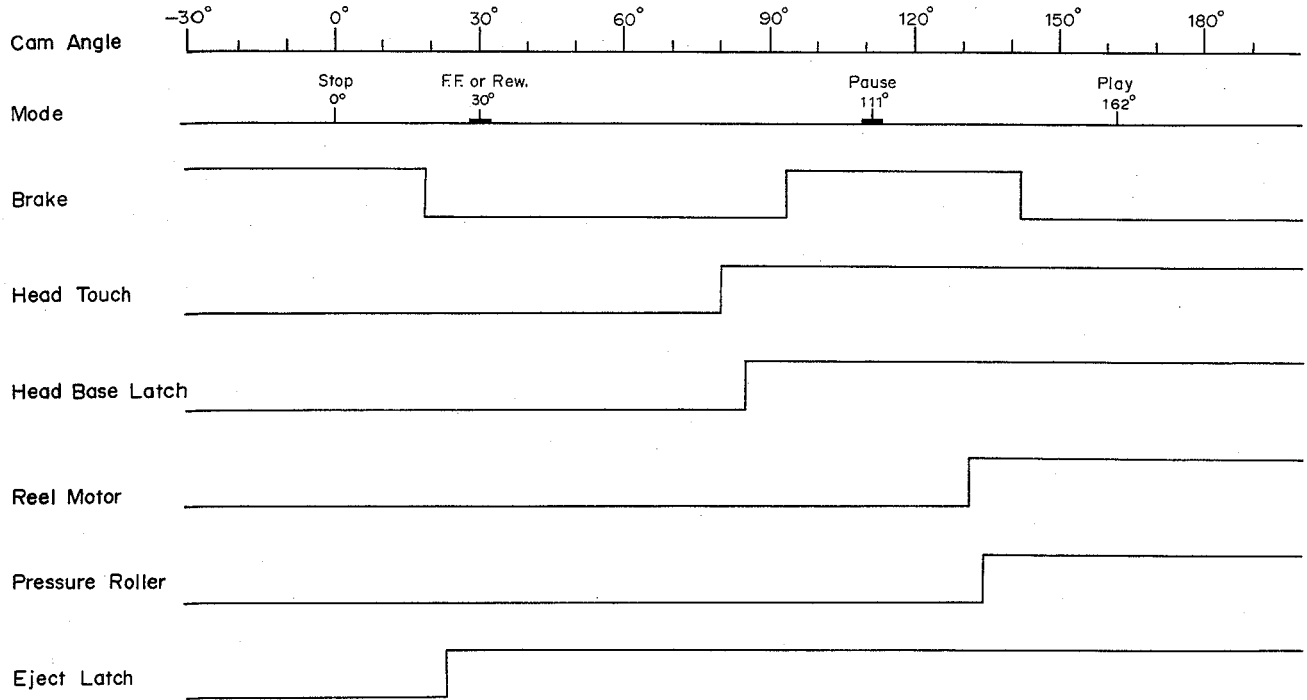 −30° 0° 30° 60° 90° 120° 150° 180°
Cam Angle
Stop F.F. or Rew. Pause Play
0° 30° 111° 162°
Mode
Brake
Head Touch
Head Base Latch
Reel Motor
Pressure Roller
Eject Latch